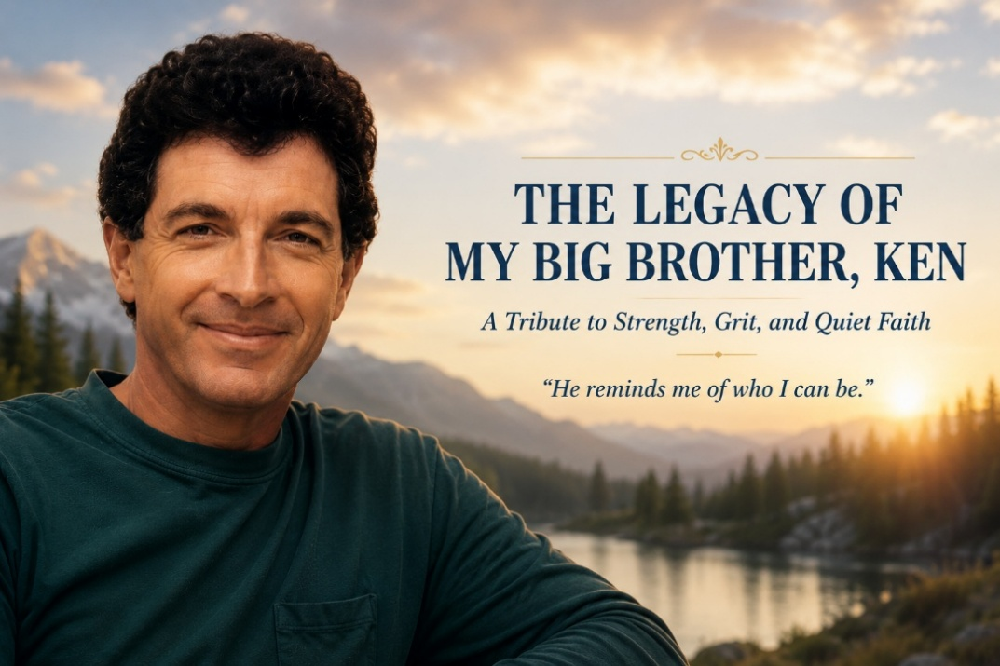 THE LEGACY OF
MY BIG BROTHER, KEN
A Tribute to Strength, Grit, and Quiet Faith
“He reminds me of who I can be.”